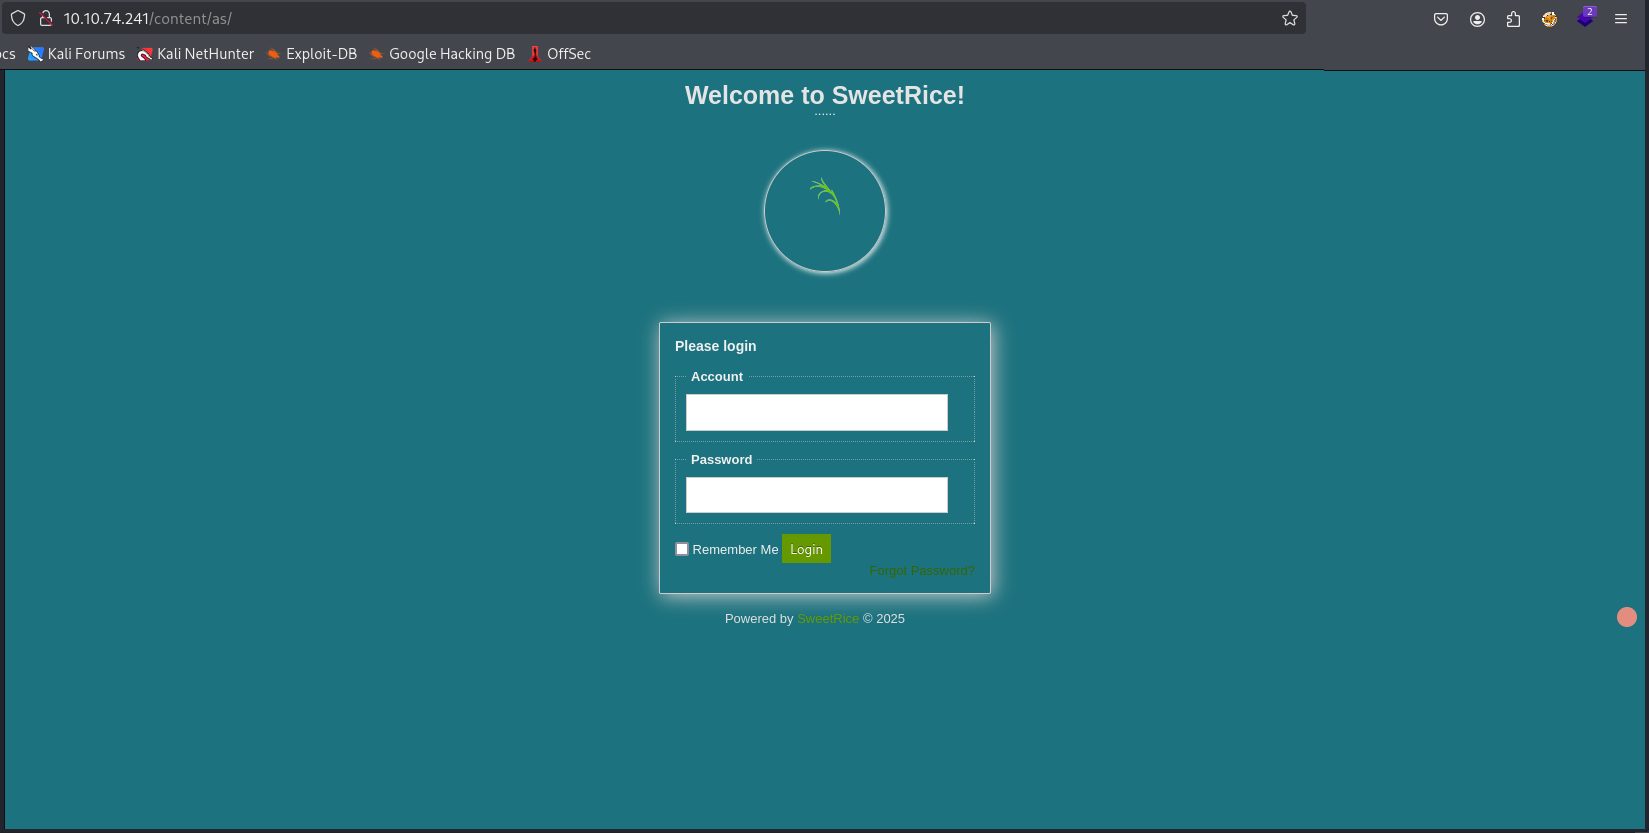 10.10.74.241/content/as/
2
ocs Kali Forums Kali NetHunter Exploit-DB Google Hacking DB OffSec
Welcome to SweetRice!
......
Please login
Account
Password
Remember Me Login
Forgot Password?
Powered by SweetRice © 2025